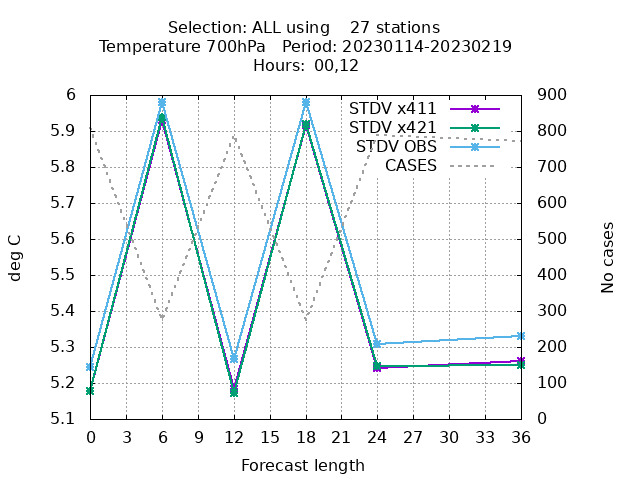 Selection: ALL using    27 stations
Temperature 700hPa   Period: 20230114-20230219
Hours:  00,12
STDV x411
STDV x421
STDV OBS
CASES
6
5.9
5.8
5.7
5.6
5.5
5.4
5.3
5.2
5.1
900
800
700
600
500
400
300
200
100
0
deg C
No cases
0 3 6 9 12 15 18 21 24 27 30 33 36
Forecast length